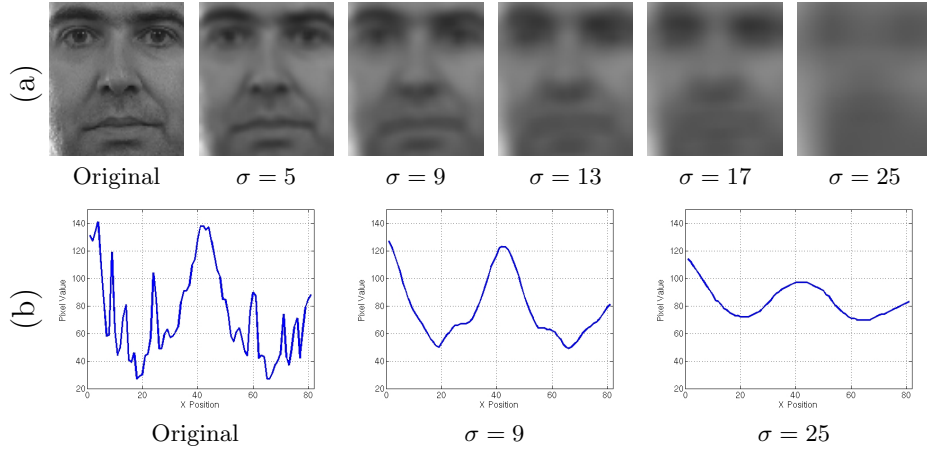 (a)
Original σ = 5 σ = 9 σ = 13 σ = 17 σ = 25
(b)
140
120
100
80
60
40
20
Pixel Value
0 20 40 60 80
X Position
140
120
100
80
60
40
20
Pixel Value
0 20 40 60 80
X Position
140
120
100
80
60
40
20
Pixel Value
0 20 40 60 80
X Position
Original σ = 9 σ = 25